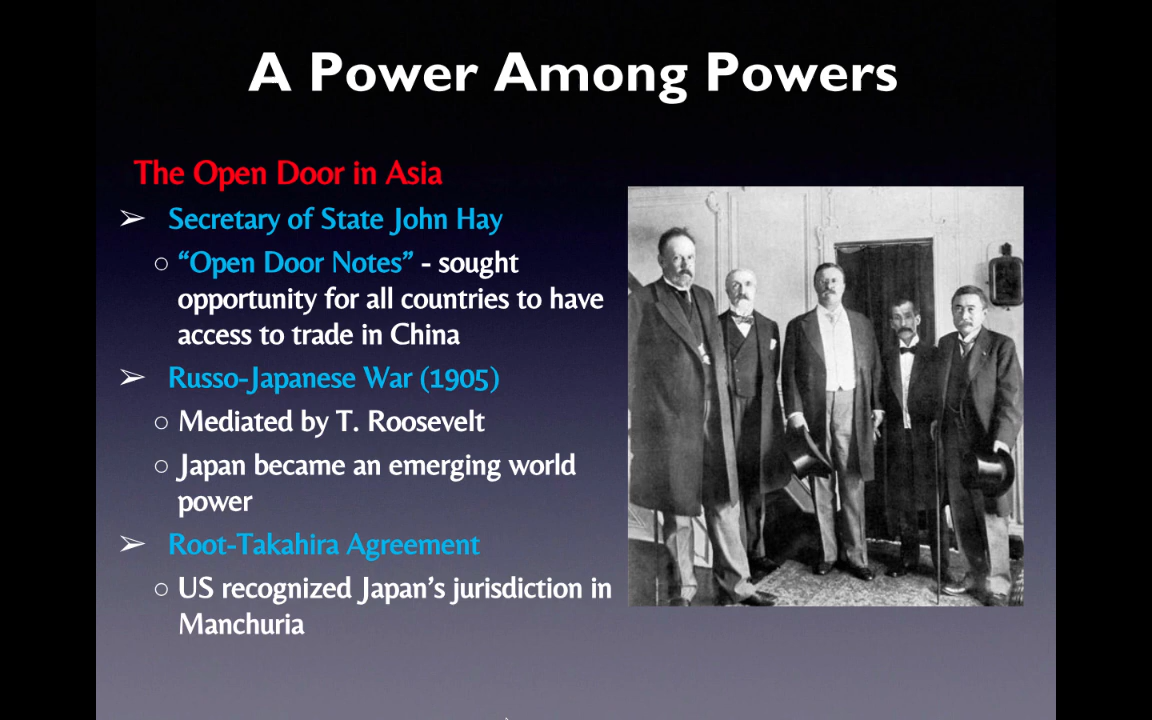 A Power Among Powers
The Open Door in Asia
➢ Secretary of State John Hay
○ “Open Door Notes” - sought
opportunity for all countries to have
access to trade in China
➢ Russo-Japanese War (1905)
○ Mediated by T. Roosevelt
○ Japan became an emerging world
power
➢ Root-Takahira Agreement
○ US recognized Japan’s jurisdiction in
Manchuria